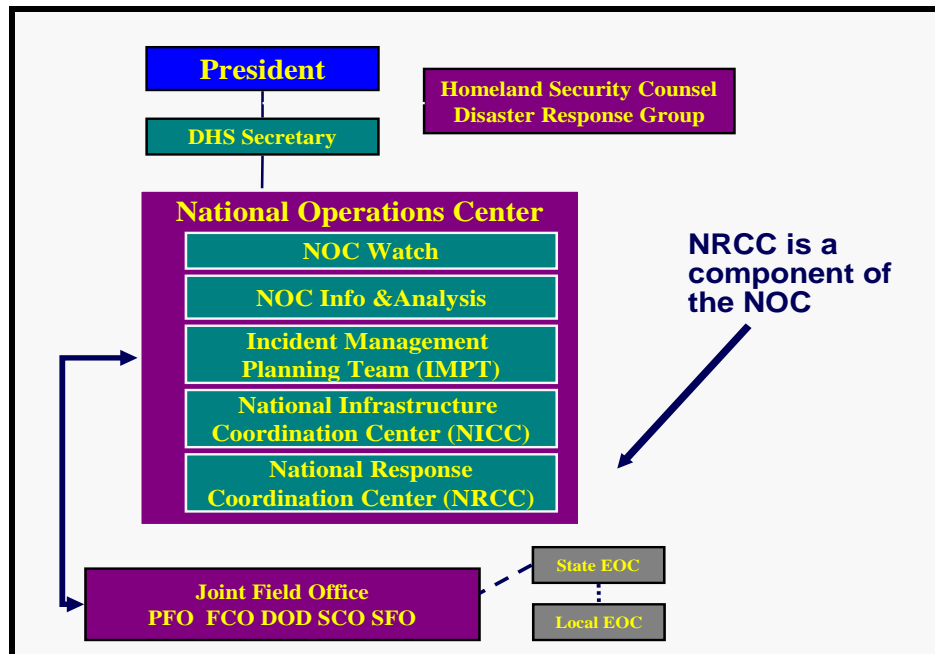 President
Homeland Security Counsel
Disaster Response Group
DHS Secretary
National Operations Center
NOC Watch
NOC Info &Analysis
Incident Management
Planning Team (IMPT)
National Infrastructure
Coordination Center (NICC)
National Response
Coordination Center (NRCC)
NRCC is a
component of
the NOC
Joint Field Office
PFO FCO DOD SCO SFO
State EOC
Local EOC